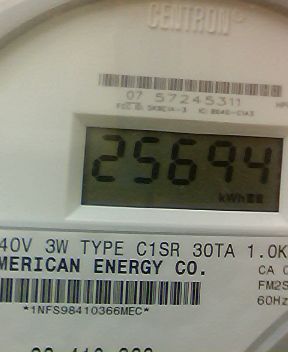 CENTRON
07 57245311
25694
kWh
40V 3W TYPE C1SR 30TA 1.0K
MERICAN ENERGY CO.
CA
FM2S
60Hz
*1NFS98410366MEC*